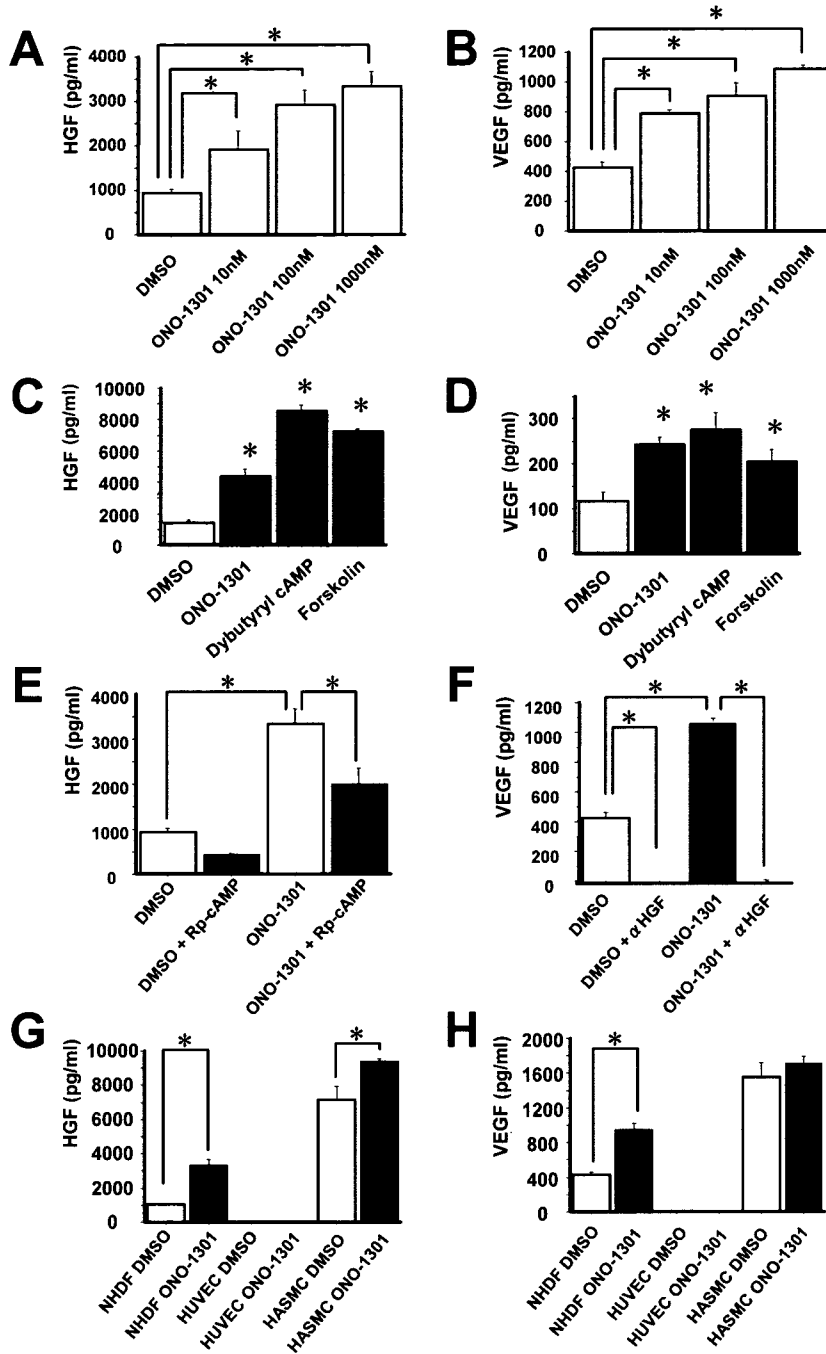 A
HGF (pg/ml)
4000
3000
2000
1000
0
*
*
*
DMSO
ONO-1301 10nM
ONO-1301 100nM
ONO-1301 1000nM
B
VEGF (pg/ml)
1200
1000
800
600
400
200
0
*
*
*
DMSO
ONO-1301 10nM
ONO-1301 100nM
ONO-1301 1000nM
C
HGF (pg/ml)
10000
8000
6000
4000
2000
0
*
*
*
DMSO
ONO-1301
Dybutyryl cAMP
Forskolin
D
VEGF (pg/ml)
300
200
100
0
*
*
*
DMSO
ONO-1301
Dybutyryl cAMP
Forskolin
E
HGF (pg/ml)
4000
3000
2000
1000
0
*
*
DMSO
DMSO + Rp-cAMP
ONO-1301
ONO-1301 + Rp-cAMP
F
VEGF (pg/ml)
1200
1000
800
600
400
200
0
*
*
*
DMSO
DMSO + α HGF
ONO-1301
ONO-1301 + α HGF
G
HGF (pg/ml)
10000
8000
6000
4000
2000
0
*
*
NHDF DMSO
NHDF ONO-1301
HUVEC DMSO
HUVEC ONO-1301
HASMC DMSO
HASMC ONO-1301
H
VEGF (pg/ml)
2000
1600
1200
800
400
0
*
NHDF DMSO
NHDF ONO-1301
HUVEC DMSO
HUVEC ONO-1301
HASMC DMSO
HASMC ONO-1301